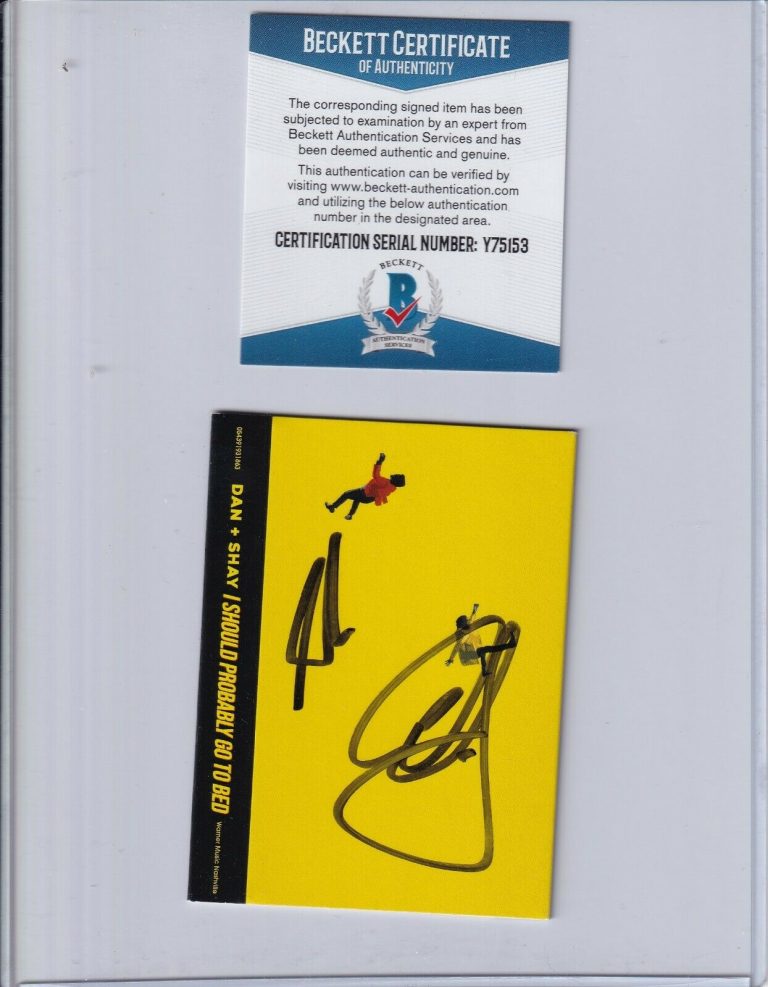 BECKETT CERTIFICATE
OF AUTHENTICITY
The corresponding signed item has been
subjected to examination by an expert from
Beckett Authentication Services and has
been deemed authentic and genuine.
This authentication can be verified by
visiting www.beckett-authentication.com
and utilizing the below authentication
number in the designated area.
CERTIFICATION SERIAL NUMBER: Y75153
BECKETT
B
AUTHENTICATION
SERVICES
DAN + SHAY I SHOULD PROBABLY GO TO BED Warner Music Nashville